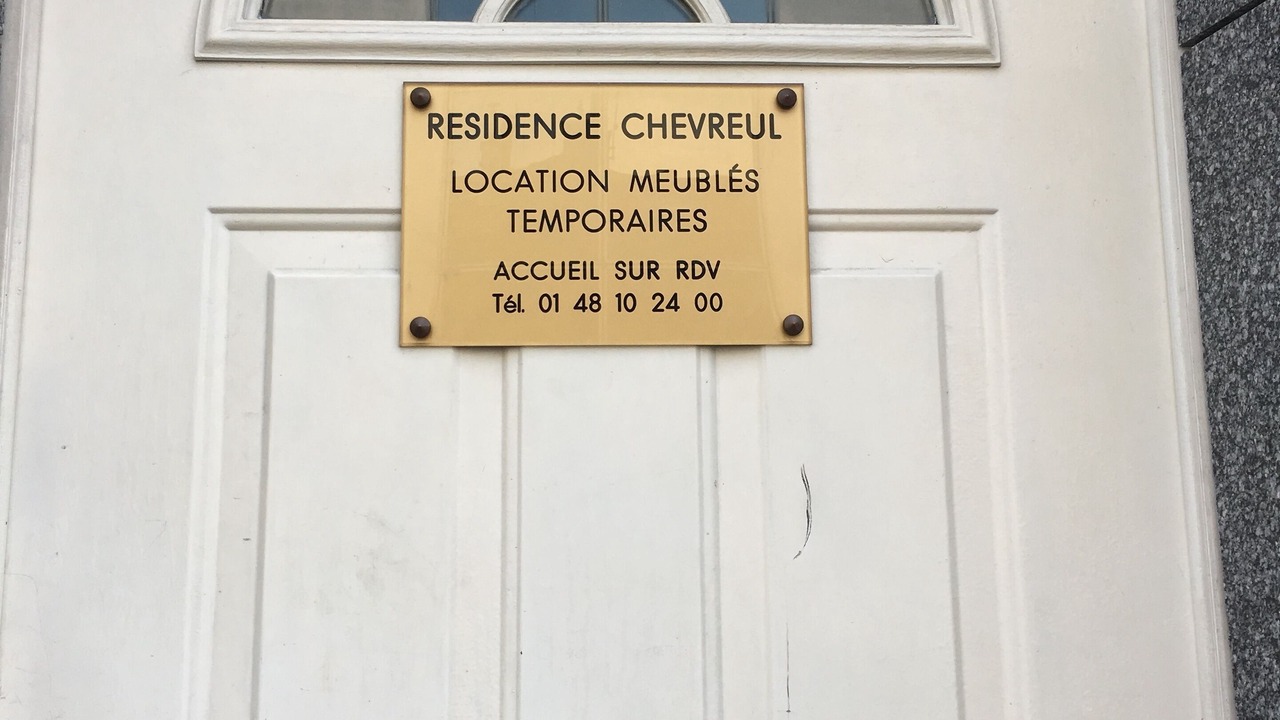 RESIDENCE CHEVREUL
LOCATION MEUBLÉS
TEMPORAIRES
ACCUEIL SUR RDV
Tél. 01 48 10 24 00